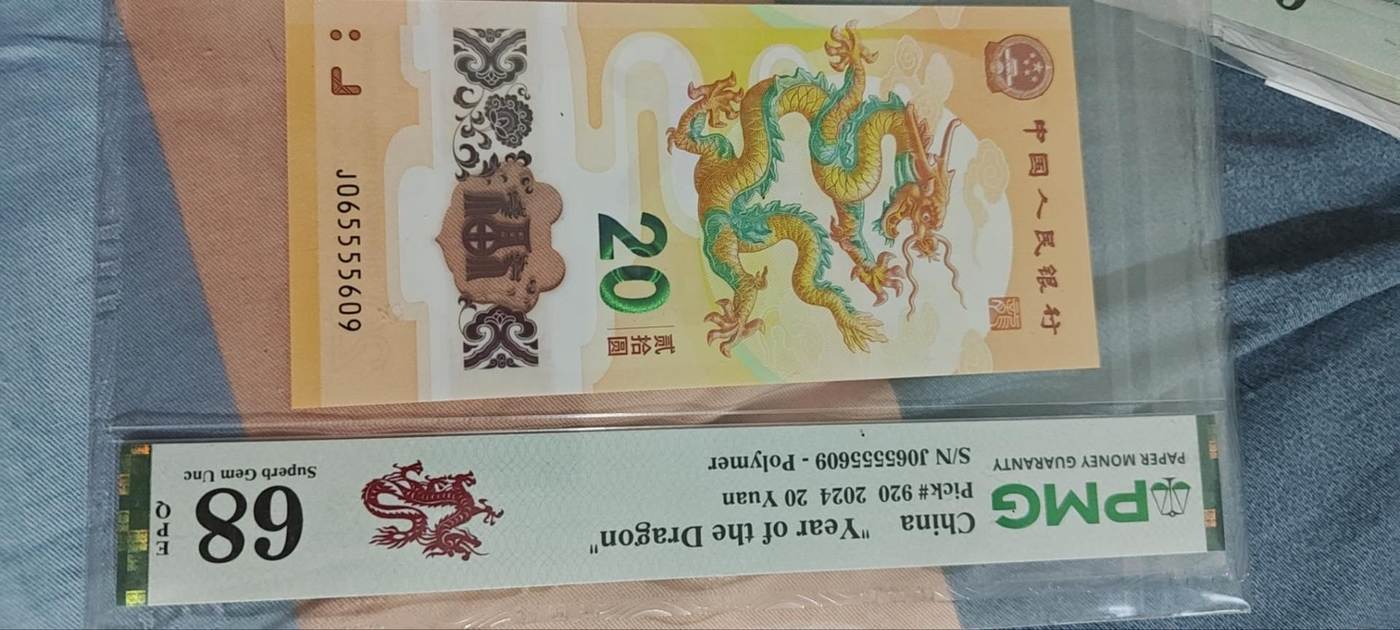 中国人民银行
20
贰拾
圆
J065555609
PMG
PAPER MONEY GUARANTY
China "Year of the Dragon"
Pick# 920 2024 20 Yuan
S/N J065555609 - Polymer
68
Superb Gem Unc
E
P
Q